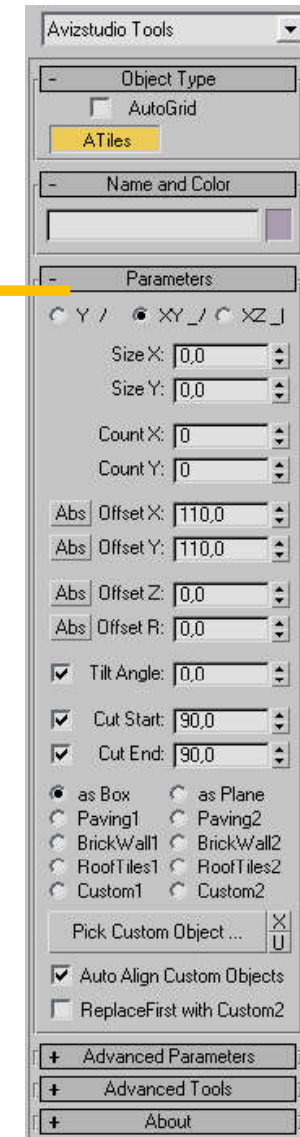 Avizstudio Tools
- Object Type
AutoGrid
ATiles
- Name and Color
- Parameters
Y / XY _/ XZ _|
Size X: 0,0
Size Y: 0,0
Count X: 0
Count Y: 0
Abs Offset X: 110,0
Abs Offset Y: 110,0
Abs Offset Z: 0,0
Abs Offset R: 0,0
Tilt Angle: 0,0
Cut Start: 90,0
Cut End: 90,0
as Box as Plane
Paving1 Paving2
BrickWall1 BrickWall2
RoofTiles1 RoofTiles2
Custom1 Custom2
Pick Custom Object ... X U
Auto Align Custom Objects
ReplaceFirst with Custom2
+ Advanced Parameters
+ Advanced Tools
+ About